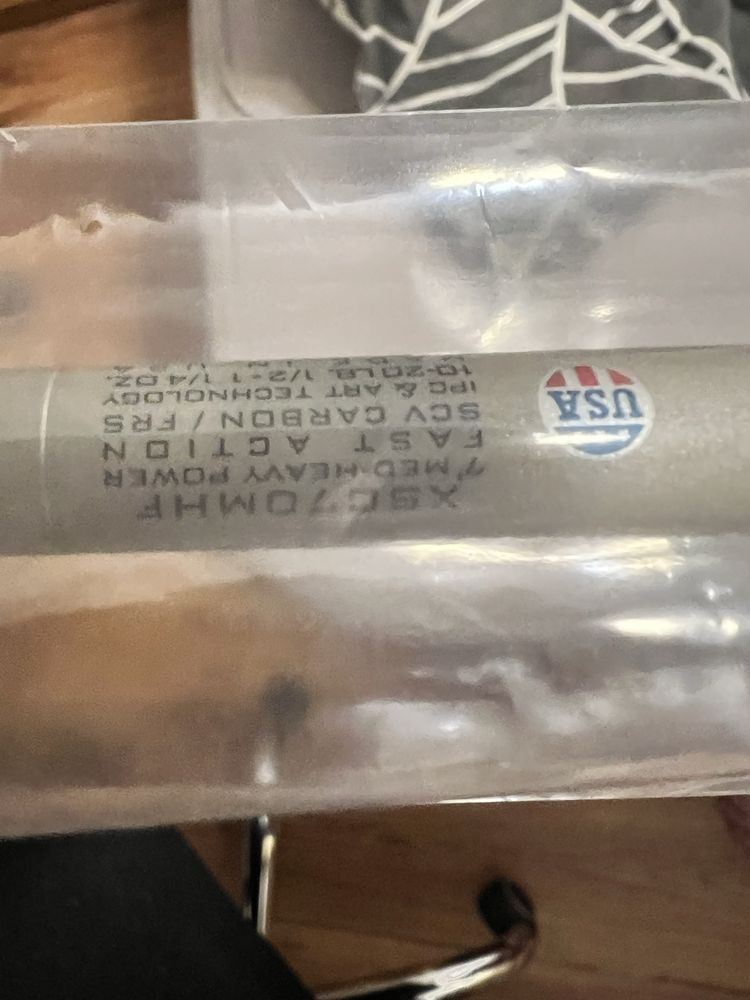 XSC70MHF
7' MED-HEAVY POWER
FAST ACTION
SCV CARBON / FRS
IPC & ART TECHNOLOGY
10-20 LB. 1/2 - 1 1/4 OZ.
USA